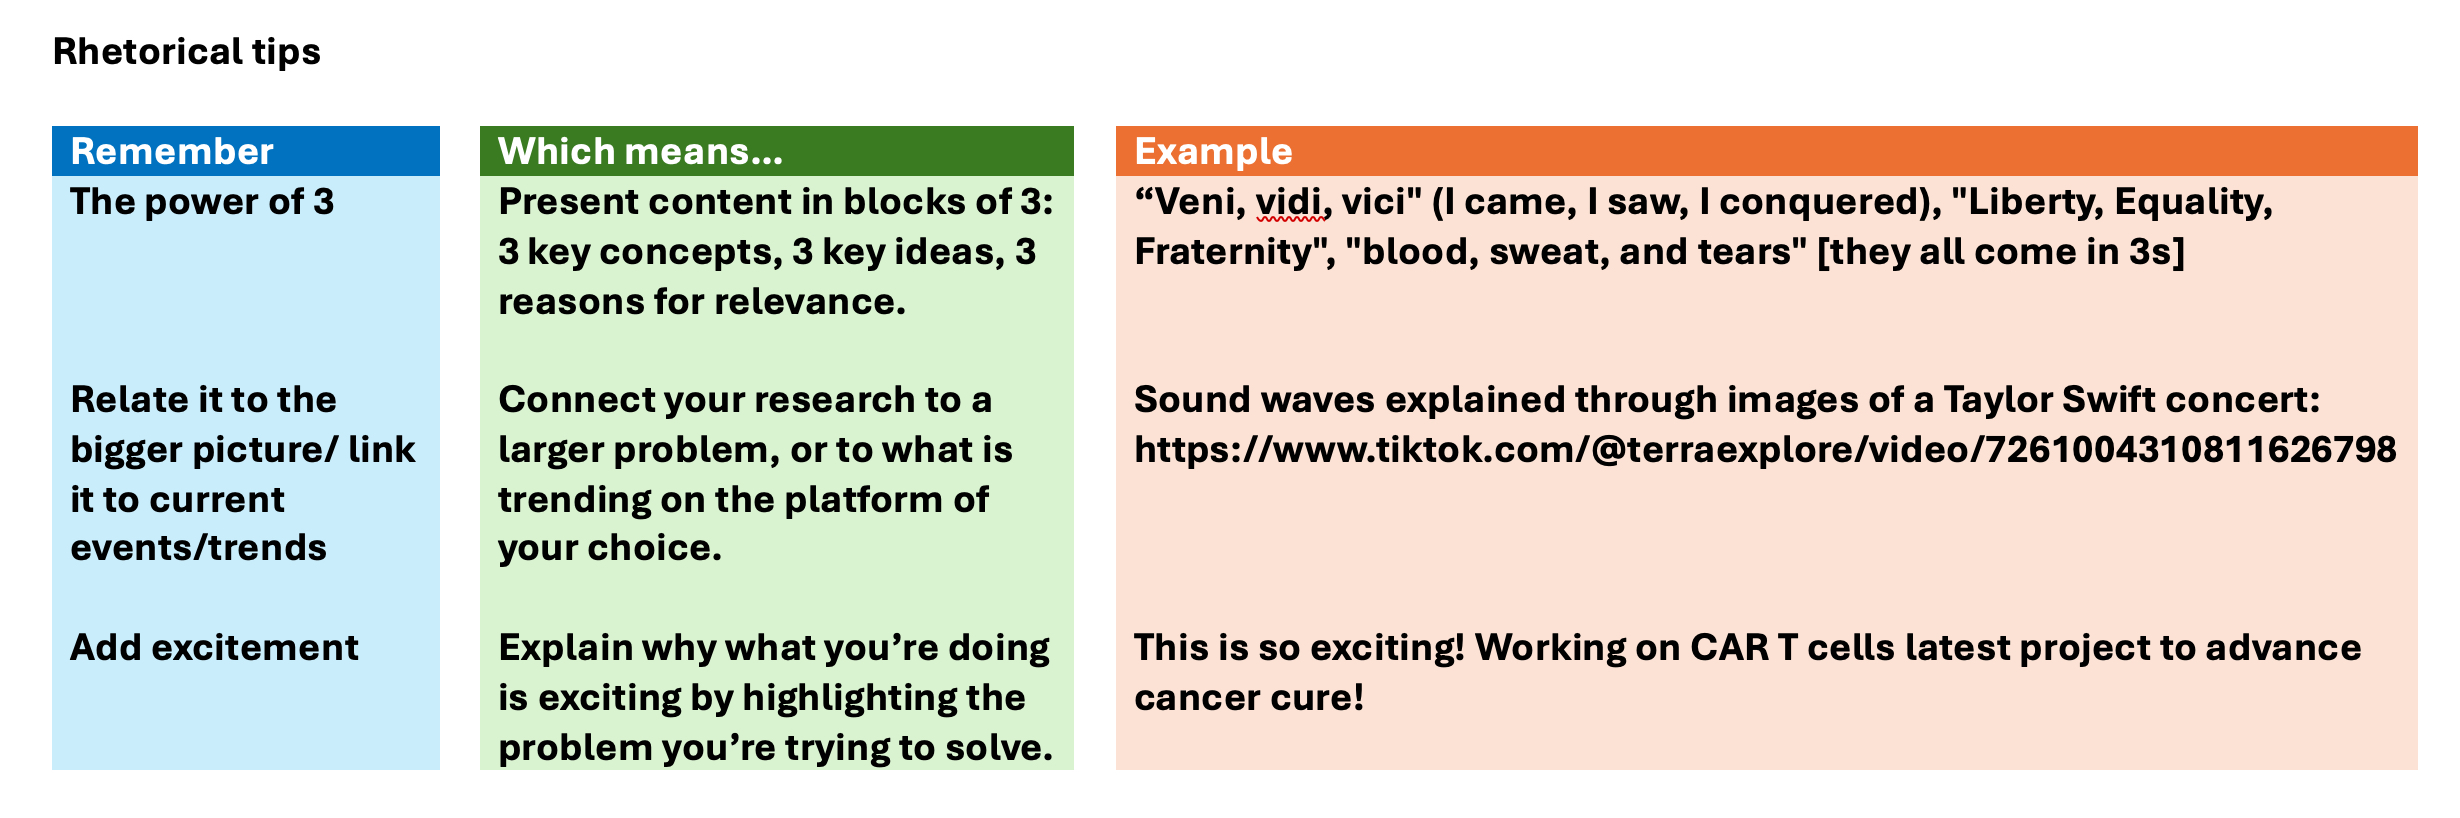 Rhetorical tips
Remember
Which means...
Example
The power of 3
Present content in blocks of 3:
3 key concepts, 3 key ideas, 3
reasons for relevance.
“Veni, vidi, vici" (I came, I saw, I conquered), "Liberty, Equality,
Fraternity", "blood, sweat, and tears" [they all come in 3s]
Relate it to the
bigger picture/ link
it to current
events/trends
Connect your research to a
larger problem, or to what is
trending on the platform of
your choice.
Sound waves explained through images of a Taylor Swift concert:
https://www.tiktok.com/@terraexplore/video/7261004310811626798
Add excitement
Explain why what you’re doing
is exciting by highlighting the
problem you’re trying to solve.
This is so exciting! Working on CAR T cells latest project to advance
cancer cure!